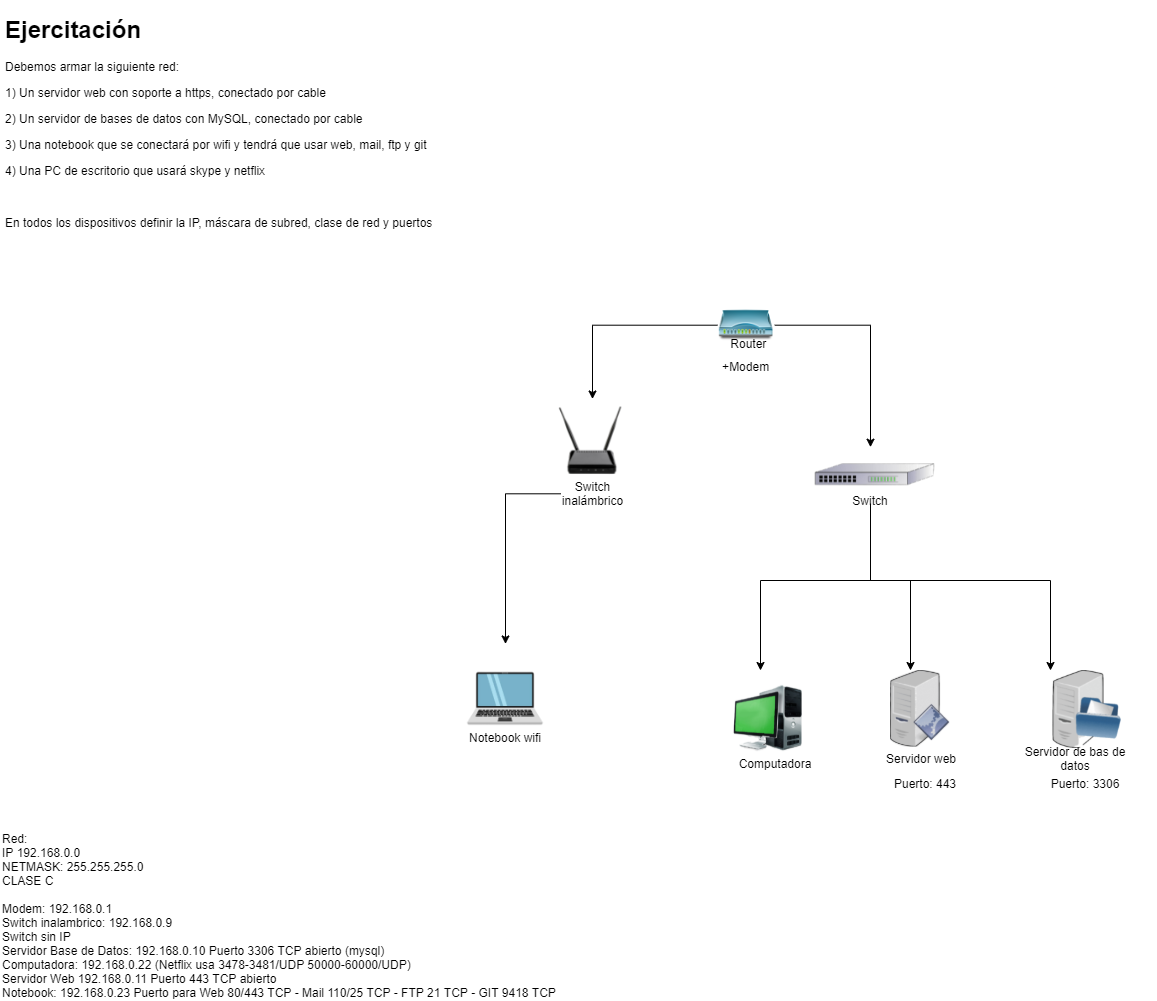 Ejercitación
Debemos armar la siguiente red:
1) Un servidor web con soporte a https, conectado por cable
2) Un servidor de bases de datos con MySQL, conectado por cable
3) Una notebook que se conectará por wifi y tendrá que usar web, mail, ftp y git
4) Una PC de escritorio que usará skype y netflix
En todos los dispositivos definir la IP, máscara de subred, clase de red y puertos
Router
+Modem
Switch
inalámbrico
Switch
Notebook wifi
Computadora
Servidor web
Puerto: 443
Servidor de bas de
datos
Puerto: 3306
Red:
IP 192.168.0.0
NETMASK: 255.255.255.0
CLASE C
Modem: 192.168.0.1
Switch inalambrico: 192.168.0.9
Switch sin IP
Servidor Base de Datos: 192.168.0.10 Puerto 3306 TCP abierto (mysql)
Computadora: 192.168.0.22 (Netflix usa 3478-3481/UDP 50000-60000/UDP)
Servidor Web 192.168.0.11 Puerto 443 TCP abierto
Notebook: 192.168.0.23 Puerto para Web 80/443 TCP - Mail 110/25 TCP - FTP 21 TCP - GIT 9418 TCP